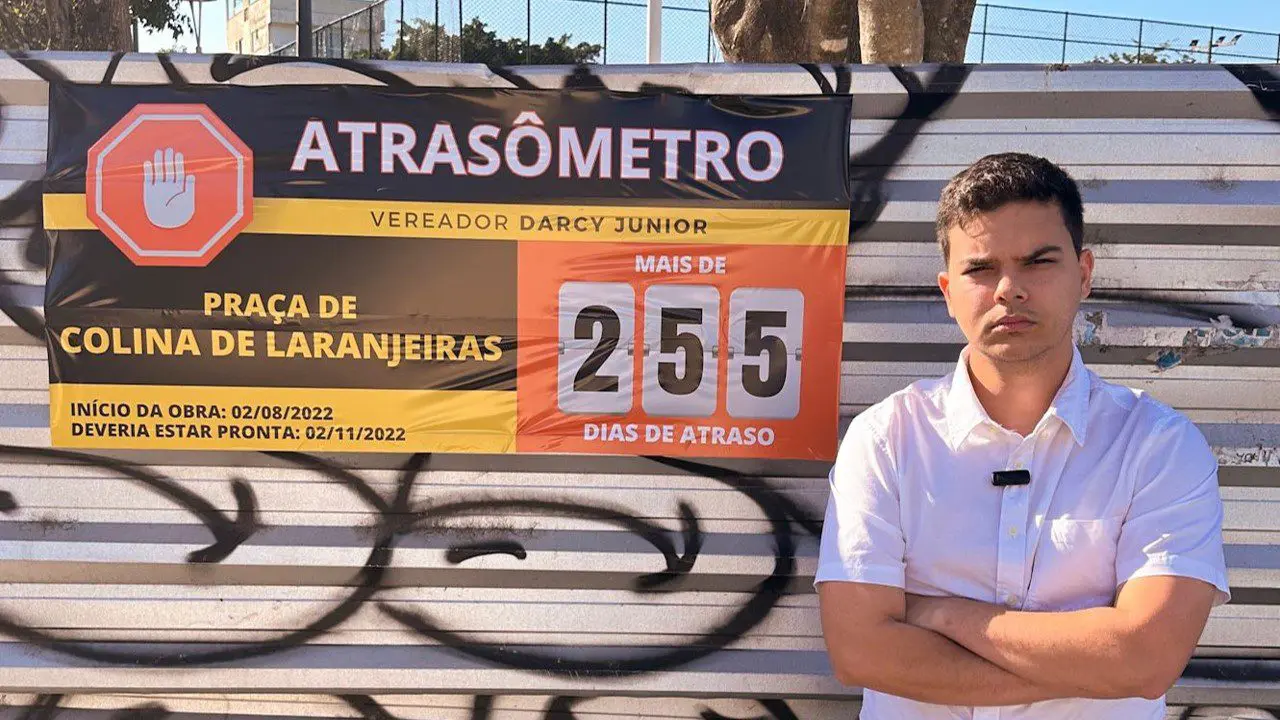 ATRASÔMETRO
VEREADOR DARCY JUNIOR
PRAÇA DE
COLINA DE LARANJEIRAS
INÍCIO DA OBRA: 02/08/2022
DEVERIA ESTAR PRONTA: 02/11/2022
MAIS DE
255
DIAS DE ATRASO